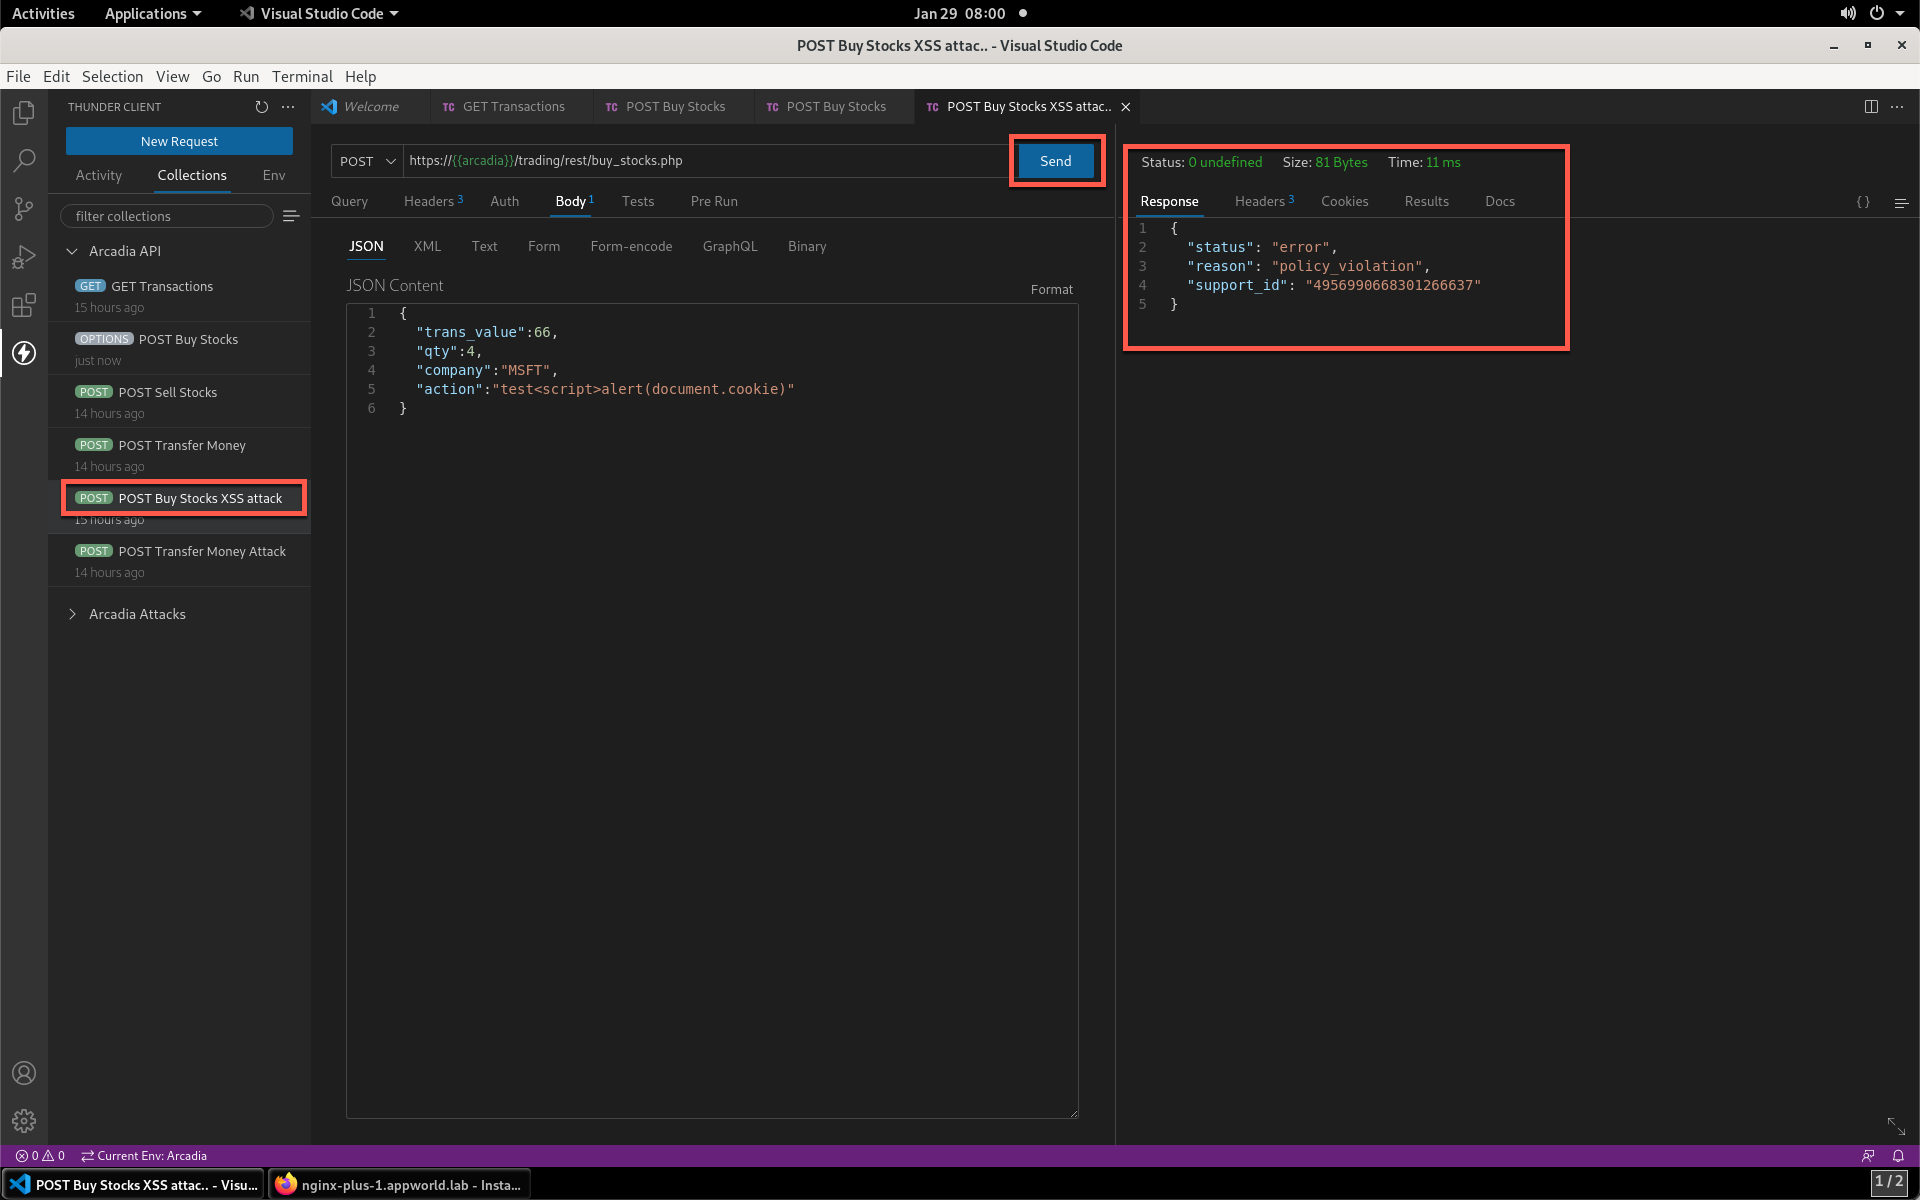 Activities Applications Visual Studio Code Jan 29 08:00
POST Buy Stocks XSS attac.. - Visual Studio Code
File Edit Selection View Go Run Terminal Help
THUNDER CLIENT
New Request
Activity Collections Env
filter collections
Arcadia API
GET GET Transactions
15 hours ago
OPTIONS POST Buy Stocks
just now
POST POST Sell Stocks
14 hours ago
POST POST Transfer Money
14 hours ago
POST POST Buy Stocks XSS attack
15 hours ago
POST POST Transfer Money Attack
14 hours ago
Arcadia Attacks
Welcome TC GET Transactions TC POST Buy Stocks TC POST Buy Stocks TC POST Buy Stocks XSS attac..
POST https://{{arcadia}}/trading/rest/buy_stocks.php Send
Query Headers 3 Auth Body 1 Tests Pre Run
JSON XML Text Form Form-encode GraphQL Binary
JSON Content
Format
1 {
2 "trans_value":66,
3 "qty":4,
4 "company":"MSFT",
5 "action":"test<script>alert(document.cookie)"
6 }
Status: 0 undefined Size: 81 Bytes Time: 11 ms
Response Headers 3 Cookies Results Docs {}
1 {
2 "status": "error",
3 "reason": "policy_violation",
4 "support_id": "4956990668301266637"
5 }
0 0 Current Env: Arcadia
POST Buy Stocks XSS attac.. - Visu... nginx-plus-1.appworld.lab - Insta... 1 / 2